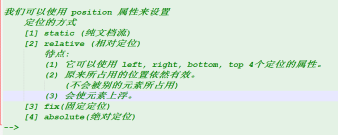 我们可以使用 position 属性来设置
定位的方式
[1] static (纯文档流)
[2] relative (相对定位)
特点:
(1) 它可以使用 left, right, bottom, top 4个定位的属性。
(2) 原来所占用的位置依然有效。
(不会被别的元素所占用)
(3) 会使元素上浮。
[3] fix(固定定位)
[4] absolute(绝对定位)
-->